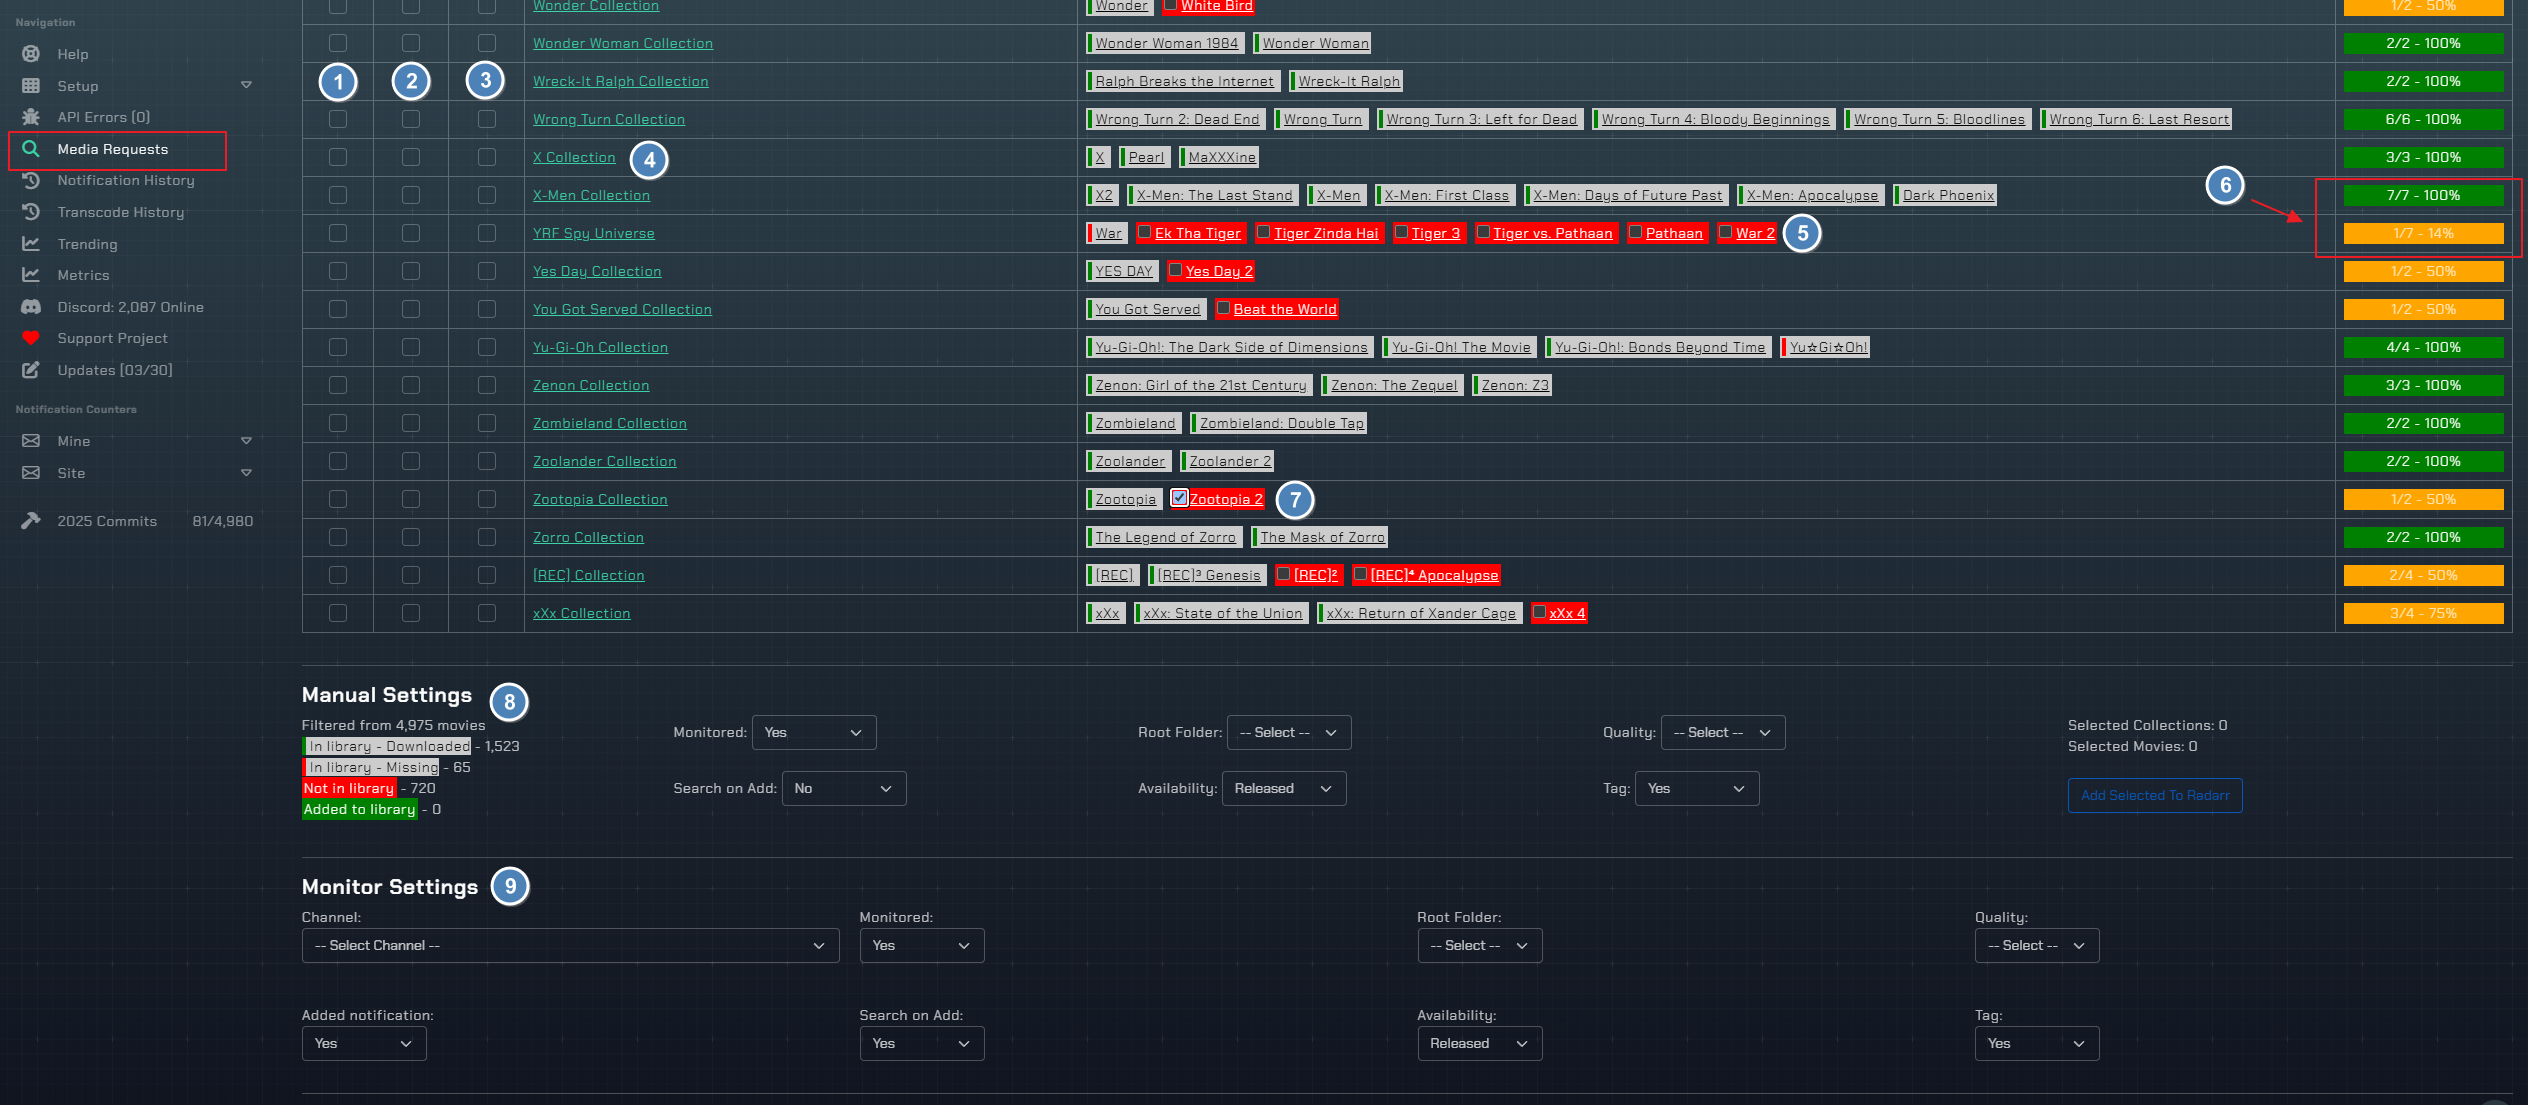 Navigation
Help
Setup
API Errors (0)
Media Requests
Notification History
Transcode History
Trending
Metrics
Discord: 2,087 Online
Support Project
Updates [03/30]
Notification Counters
Mine
Site
2025 Commits 81/4,980
Wonder Collection Wonder White Bird 1/2 - 50%
Wonder Woman Collection Wonder Woman 1984 Wonder Woman 2/2 - 100%
1 2 3 Wreck-It Ralph Collection Ralph Breaks the Internet Wreck-It Ralph 2/2 - 100%
Wrong Turn Collection Wrong Turn 2: Dead End Wrong Turn Wrong Turn 3: Left for Dead Wrong Turn 4: Bloody Beginnings Wrong Turn 5: Bloodlines Wrong Turn 6: Last Resort 6/6 - 100%
X Collection 4 X Pearl MaXXXine 3/3 - 100%
X-Men Collection X2 X-Men: The Last Stand X-Men X-Men: First Class X-Men: Days of Future Past X-Men: Apocalypse Dark Phoenix 6 7/7 - 100%
YRF Spy Universe War Ek Tha Tiger Tiger Zinda Hai Tiger 3 Tiger vs. Pathaan Pathaan War 2 5 1/7 - 14%
Yes Day Collection YES DAY Yes Day 2 1/2 - 50%
You Got Served Collection You Got Served Beat the World 1/2 - 50%
Yu-Gi-Oh Collection Yu-Gi-Oh!: The Dark Side of Dimensions Yu-Gi-Oh! The Movie Yu-Gi-Oh!: Bonds Beyond Time Yu☆Gi☆Oh! 4/4 - 100%
Zenon Collection Zenon: Girl of the 21st Century Zenon: The Zequel Zenon: Z3 3/3 - 100%
Zombieland Collection Zombieland Zombieland: Double Tap 2/2 - 100%
Zoolander Collection Zoolander Zoolander 2 2/2 - 100%
Zootopia Collection Zootopia Zootopia 2 7 1/2 - 50%
Zorro Collection The Legend of Zorro The Mask of Zorro 2/2 - 100%
[REC] Collection [REC] [REC]³ Genesis [REC]² [REC]⁴ Apocalypse 2/4 - 50%
xXx Collection xXx xXx: State of the Union xXx: Return of Xander Cage xXx 4 3/4 - 75%
Manual Settings 8
Filtered from 4,975 movies
In library - Downloaded - 1,523
In library - Missing - 65
Not in library - 720
Added to library - 0
Monitored: Yes Root Folder: -- Select -- Quality: -- Select --
Search on Add: No Availability: Released Tag: Yes
Selected Collections: 0
Selected Movies: 0
Add Selected To Radarr
Monitor Settings 9
Channel: Monitored: Root Folder: Quality:
-- Select Channel -- Yes -- Select -- -- Select --
Added notification: Search on Add: Availability: Tag:
Yes Yes Released Yes